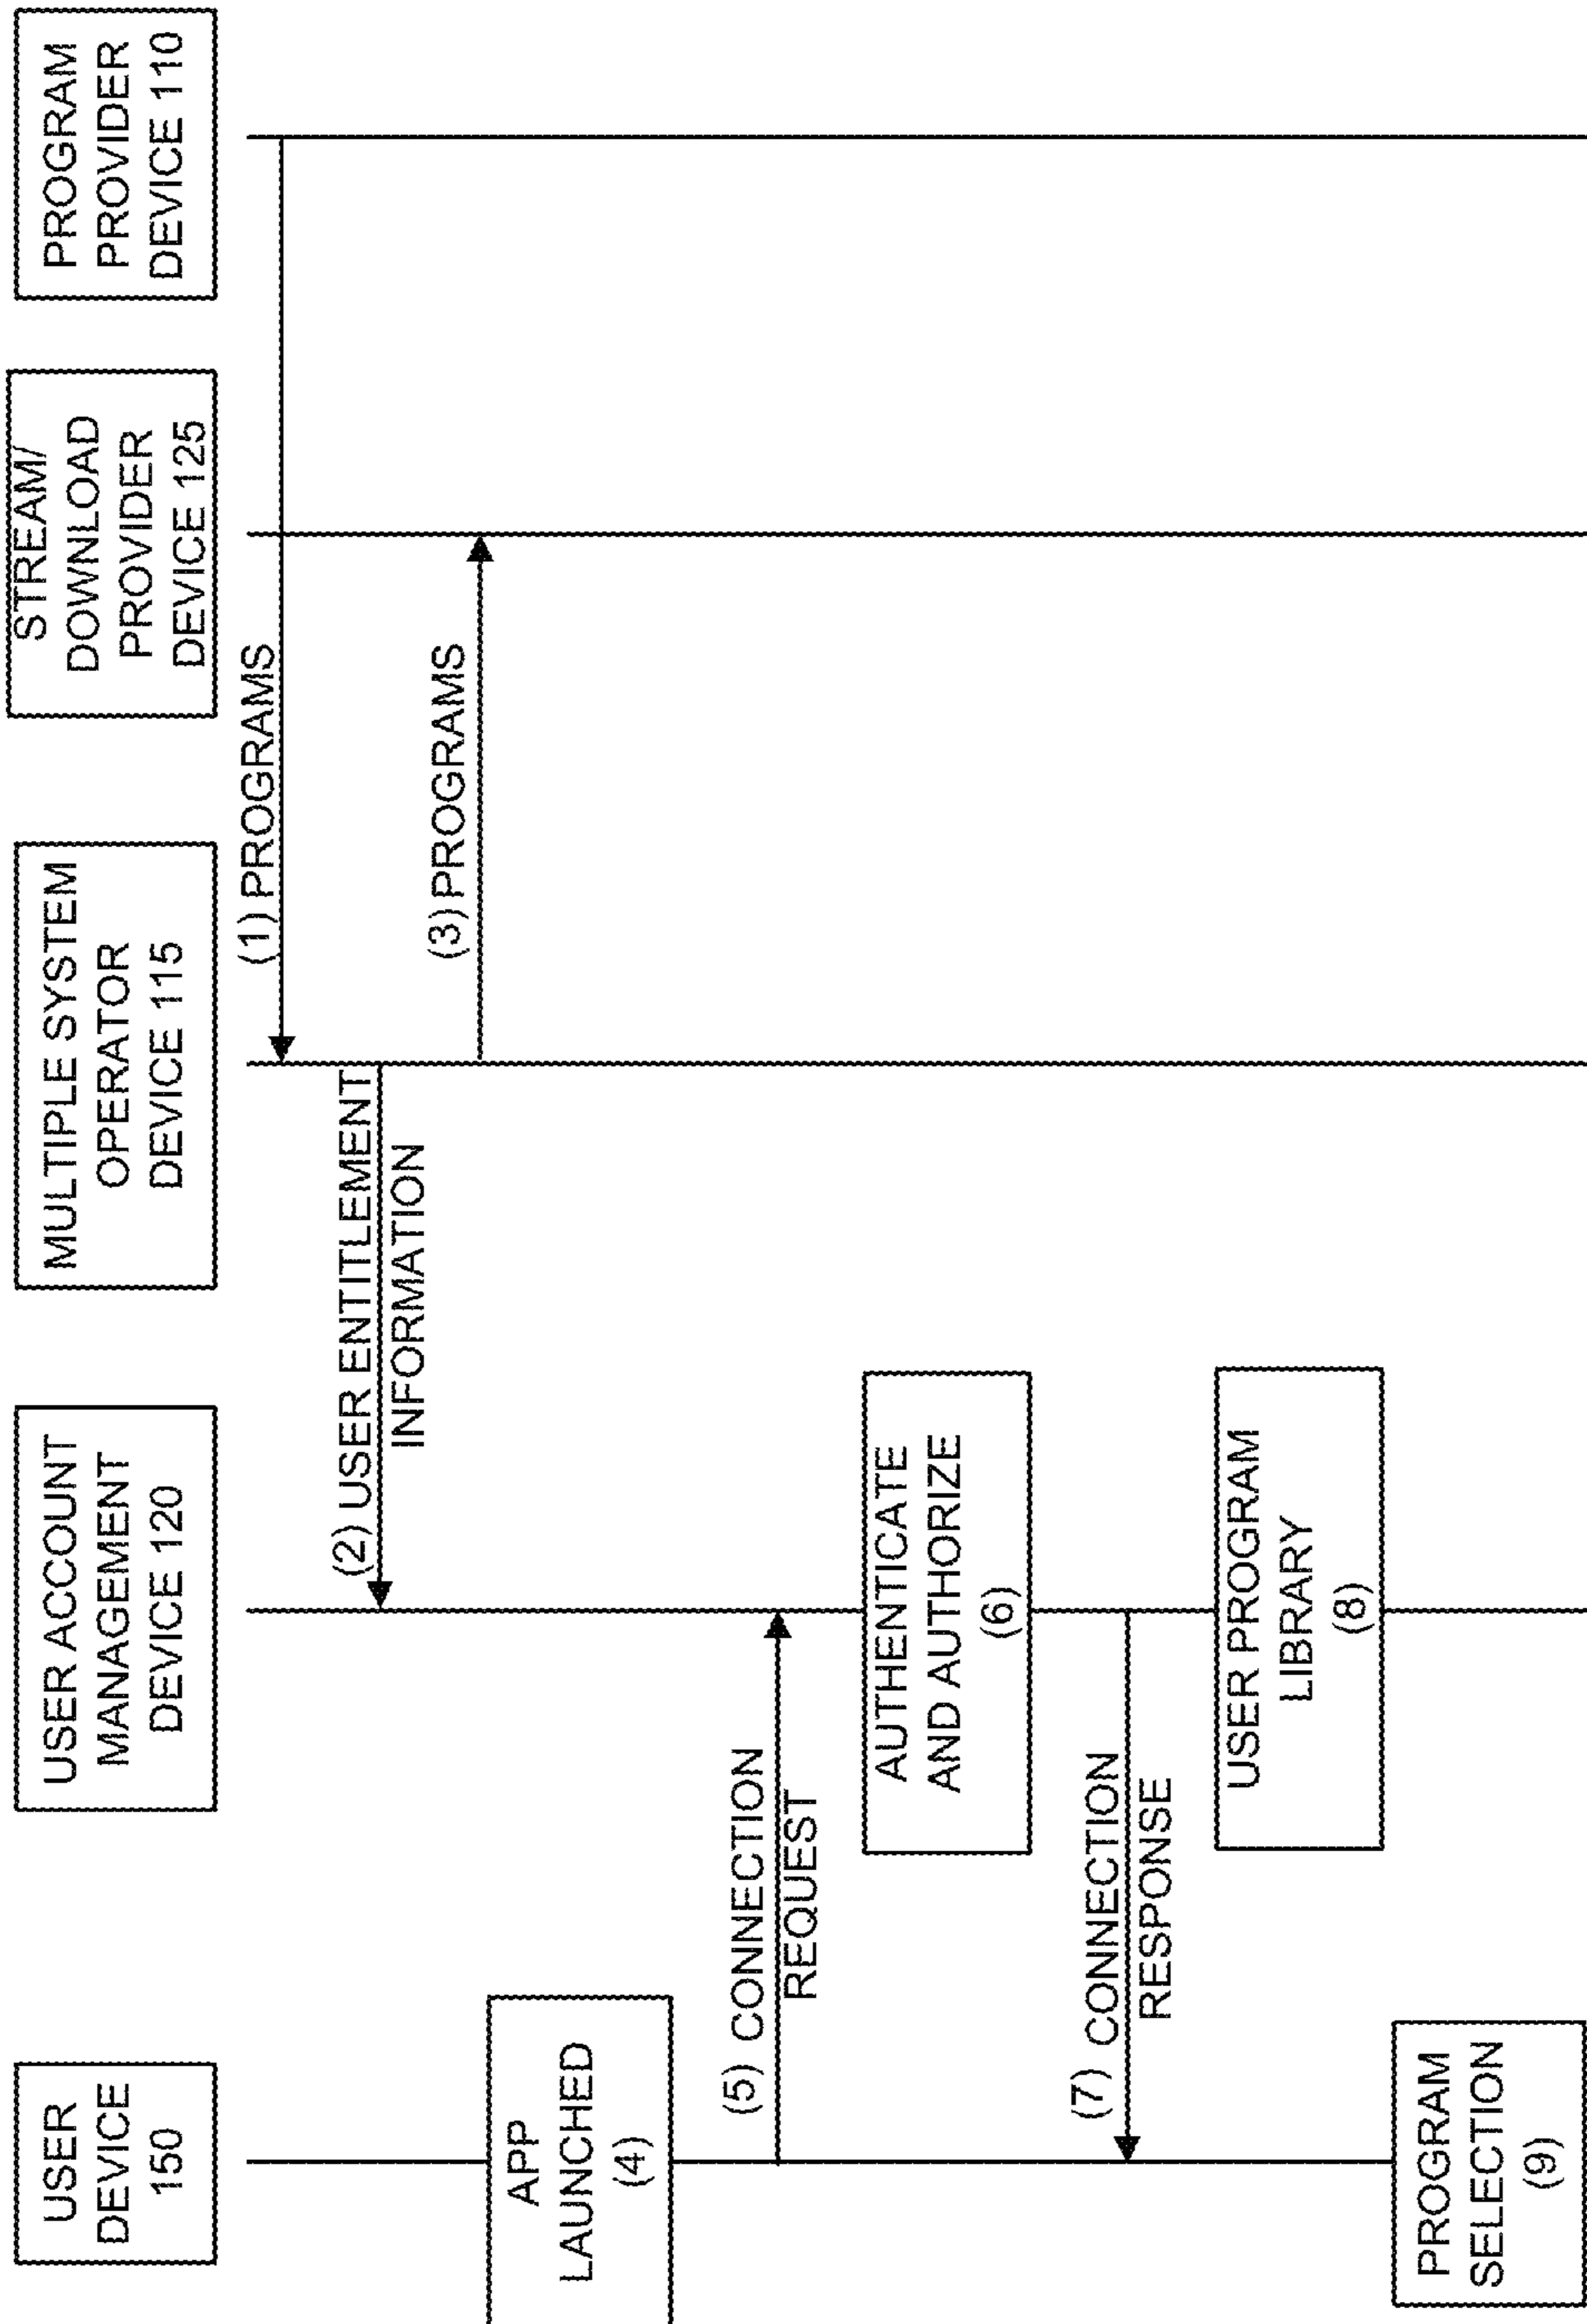 USER
DEVICE
150
USER ACCOUNT
MANAGEMENT
DEVICE 120
MULTIPLE SYSTEM
OPERATOR
DEVICE 115
STREAM/
DOWNLOAD
PROVIDER
DEVICE 125
PROGRAM
PROVIDER
DEVICE 110
(1) PROGRAMS
(2) USER ENTITLEMENT
INFORMATION
(3) PROGRAMS
APP
LAUNCHED
(4)
(5) CONNECTION
REQUEST
AUTHENTICATE
AND AUTHORIZE
(6)
(7) CONNECTION
RESPONSE
USER PROGRAM
LIBRARY
(8)
PROGRAM
SELECTION
(9)